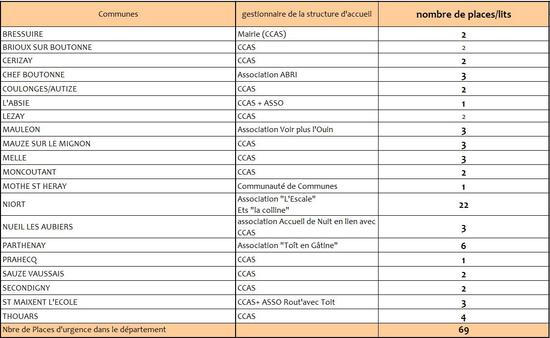 Communes gestionnaire de la structure d'accueil nombre de places/lits
BRESSUIRE Mairie (CCAS) 2
BRIOUX SUR BOUTONNE CCAS 2
CERIZAY CCAS 2
CHEF BOUTONNE Association ABRI 3
COULONGES/AUTIZE CCAS 2
L'ABSIE CCAS + ASSO 1
LEZAY CCAS 2
MAULEON Association Voir plus l'Ouin 3
MAUZE SUR LE MIGNON CCAS 3
MELLE CCAS 3
MONCOUTANT CCAS 2
MOTHE ST HERAY Communauté de Communes 1
NIORT Association "L'Escale" 22
Ets "la colline"
NUEIL LES AUBIERS association Accueil de Nuit en lien avec 3
CCAS
PARTHENAY Association "Toît en Gâtine" 6
PRAHECQ CCAS 1
SAUZE VAUSSAIS CCAS 2
SECONDIGNY CCAS 2
ST MAIXENT L'ECOLE CCAS+ ASSO Rout'avec Toit 3
THOUARS CCAS 4
Nbre de Places d'urgence dans le département 69